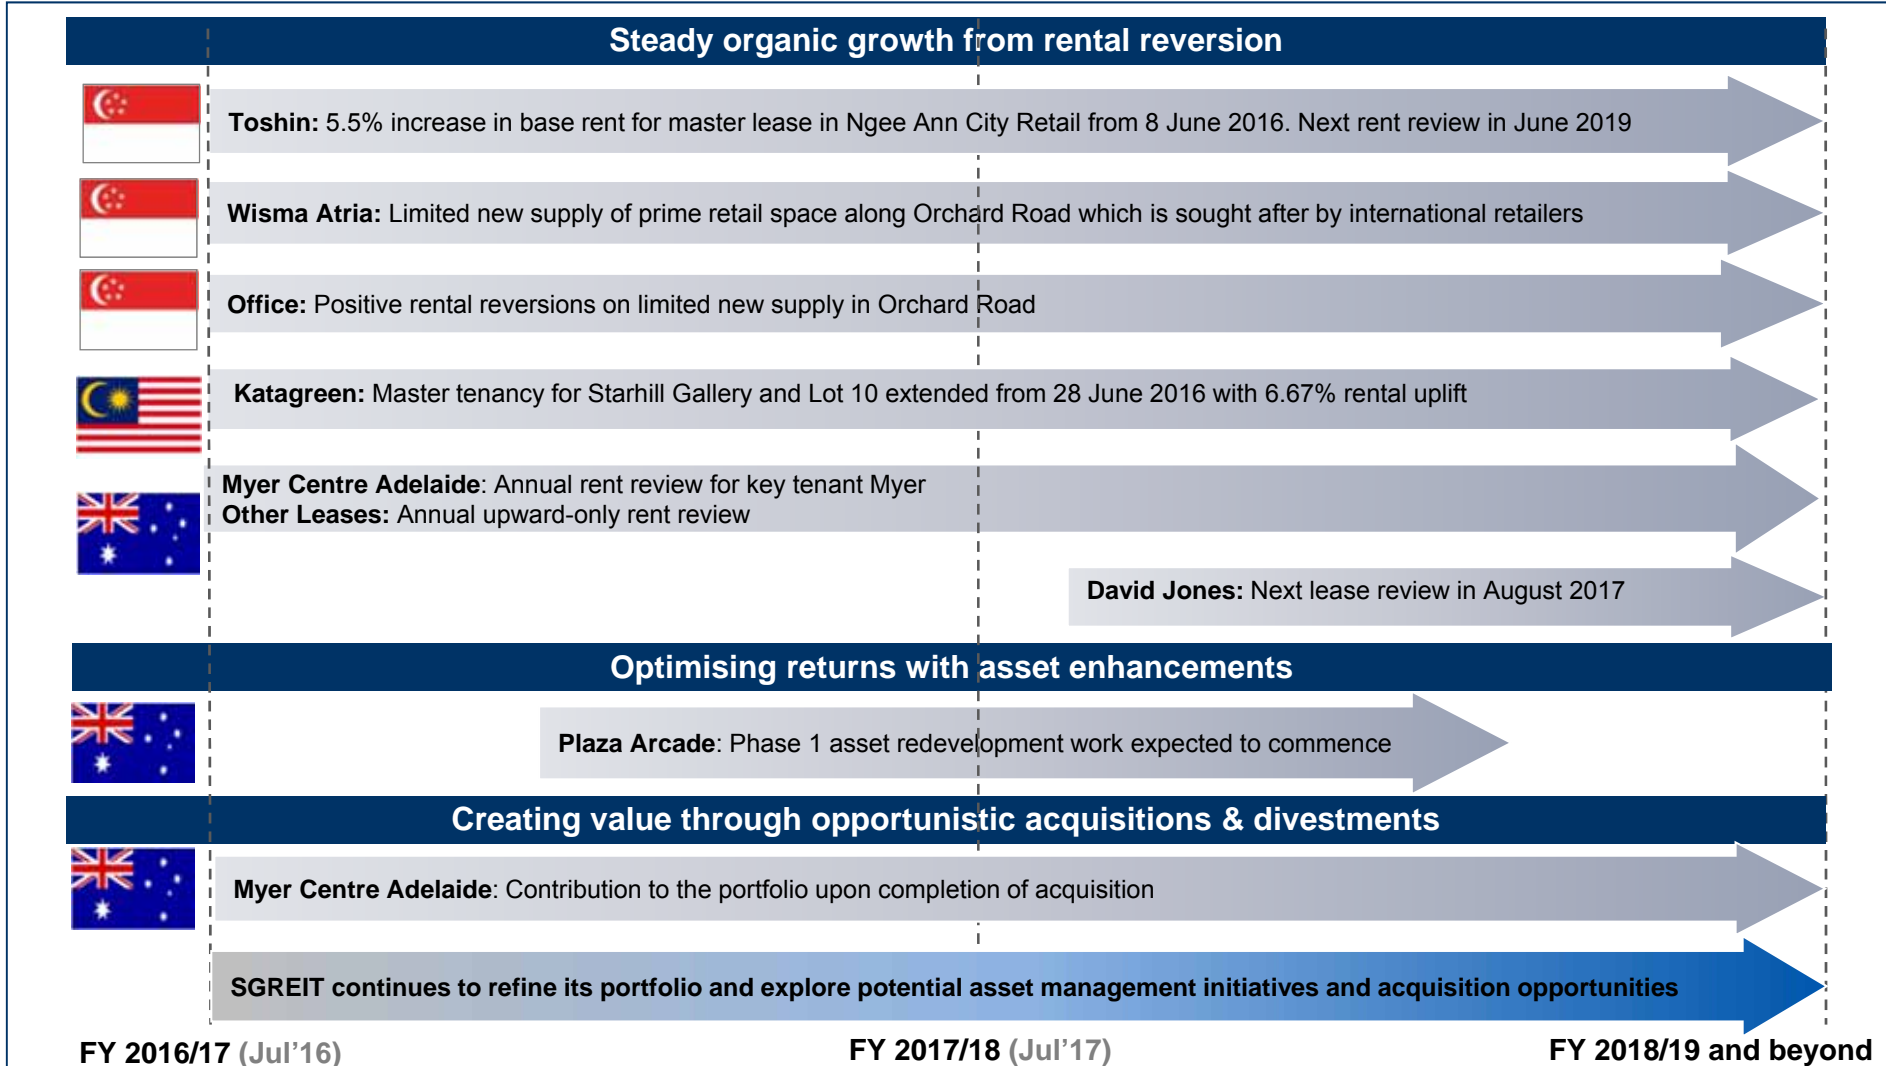 Steady organic growth from rental reversion
Toshin: 5.5% increase in base rent for master lease in Ngee Ann City Retail from 8 June 2016. Next rent review in June 2019
Wisma Atria: Limited new supply of prime retail space along Orchard Road which is sought after by international retailers
Office: Positive rental reversions on limited new supply in Orchard Road
Katagreen: Master tenancy for Starhill Gallery and Lot 10 extended from 28 June 2016 with 6.67% rental uplift
Myer Centre Adelaide: Annual rent review for key tenant Myer
Other Leases: Annual upward-only rent review
David Jones: Next lease review in August 2017
Optimising returns with asset enhancements
Plaza Arcade: Phase 1 asset redevelopment work expected to commence
Creating value through opportunistic acquisitions & divestments
Myer Centre Adelaide: Contribution to the portfolio upon completion of acquisition
SGREIT continues to refine its portfolio and explore potential asset management initiatives and acquisition opportunities
FY 2016/17 (Jul’16)
FY 2017/18 (Jul’17)
FY 2018/19 and beyond